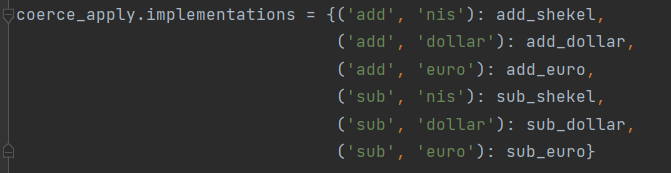 coerce_apply.implementations = {('add', 'nis'): add_shekel,
('add', 'dollar'): add_dollar,
('add', 'euro'): add_euro,
('sub', 'nis'): sub_shekel,
('sub', 'dollar'): sub_dollar,
('sub', 'euro'): sub_euro}